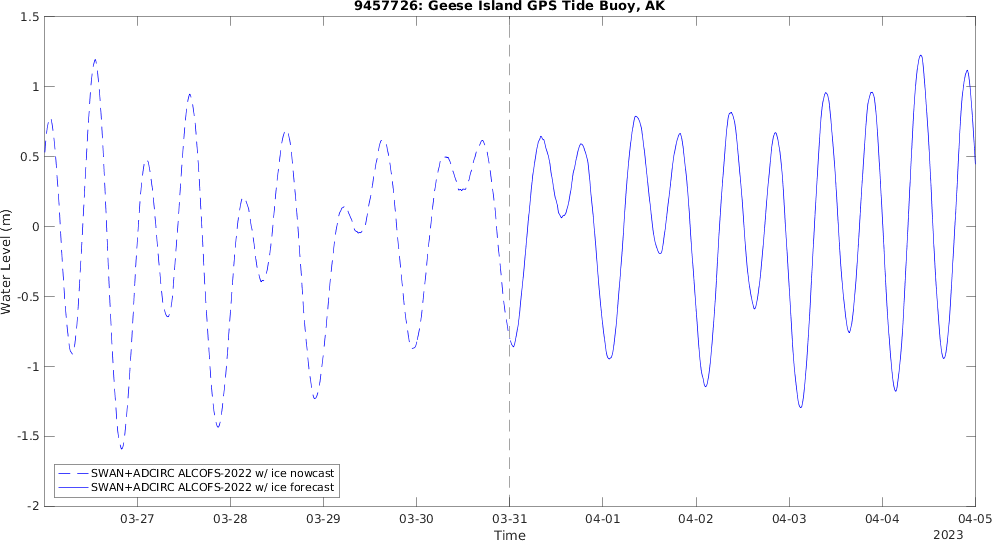 9457726: Geese Island GPS Tide Buoy, AK
1.5
1
0.5
0
-0.5
-1
-1.5
-2
Water Level (m)
SWAN+ADCIRC ALCOFS-2022 w/ ice nowcast
SWAN+ADCIRC ALCOFS-2022 w/ ice forecast
03-27 03-28 03-29 03-30 03-31 04-01 04-02 04-03 04-04 04-05
Time
2023